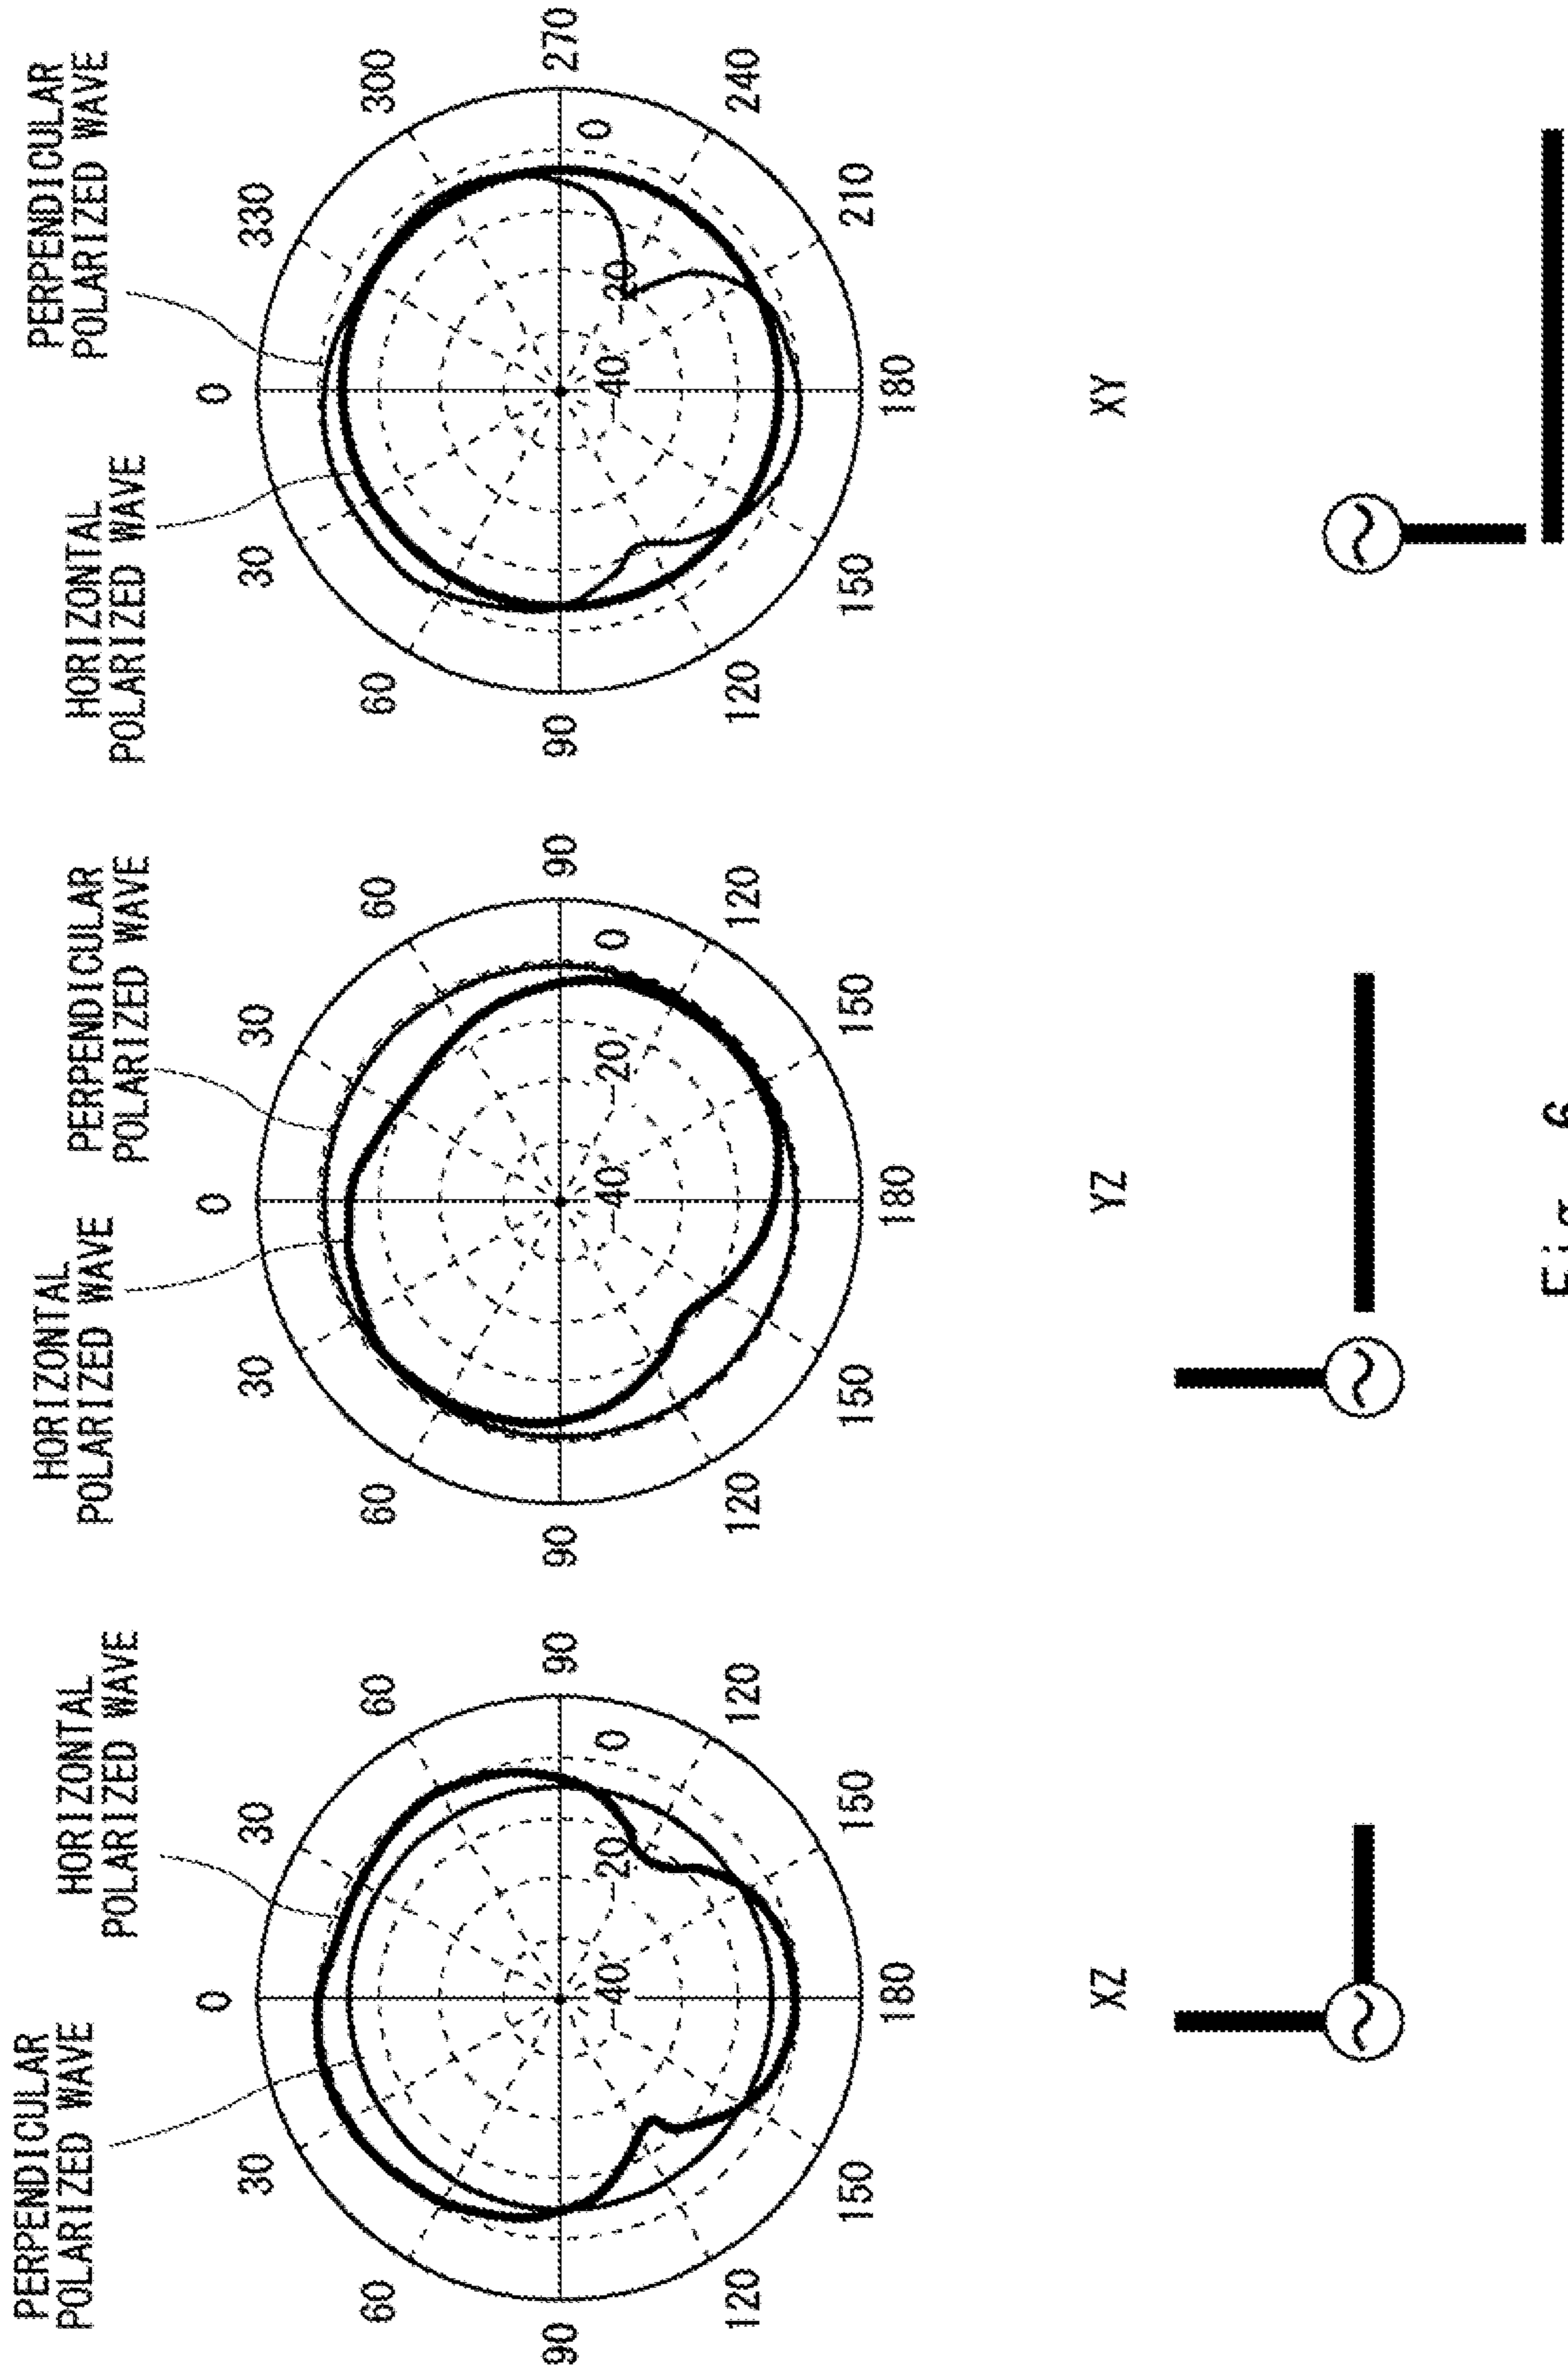 PERPENDICULAR
POLARIZED WAVE
HORIZONTAL
POLARIZED WAVE
0
30
30
60
60
90
90
0
-20
-40
120
120
150
150
180
XZ
HORIZONTAL
POLARIZED WAVE
PERPENDICULAR
POLARIZED WAVE
0
30
30
60
60
90
90
0
-20
-40
120
120
150
150
180
YZ
HORIZONTAL
POLARIZED WAVE
PERPENDICULAR
POLARIZED WAVE
0
30
330
60
300
90
270
0
-20
-40
120
240
150
210
180
XY
Fig. 6